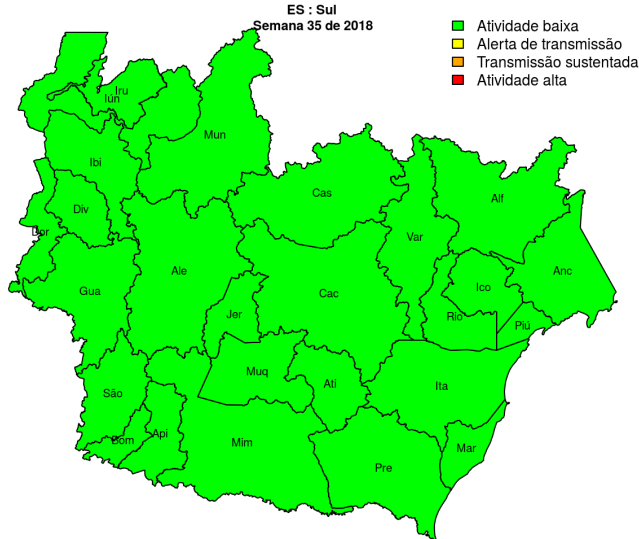 ES : Sul
Semana 35 de 2018
Atividade baixa
Alerta de transmissão
Transmissão sustentada
Atividade alta
Iru
Iún
Mun
Ibi
Cas
Alf
Div
Dor
Var
Ale
Anc
Gua
Cac
Ico
Jer
Rio
Piú
Muq
Ati
Ita
São
Api
Bom
Mim
Mar
Pre